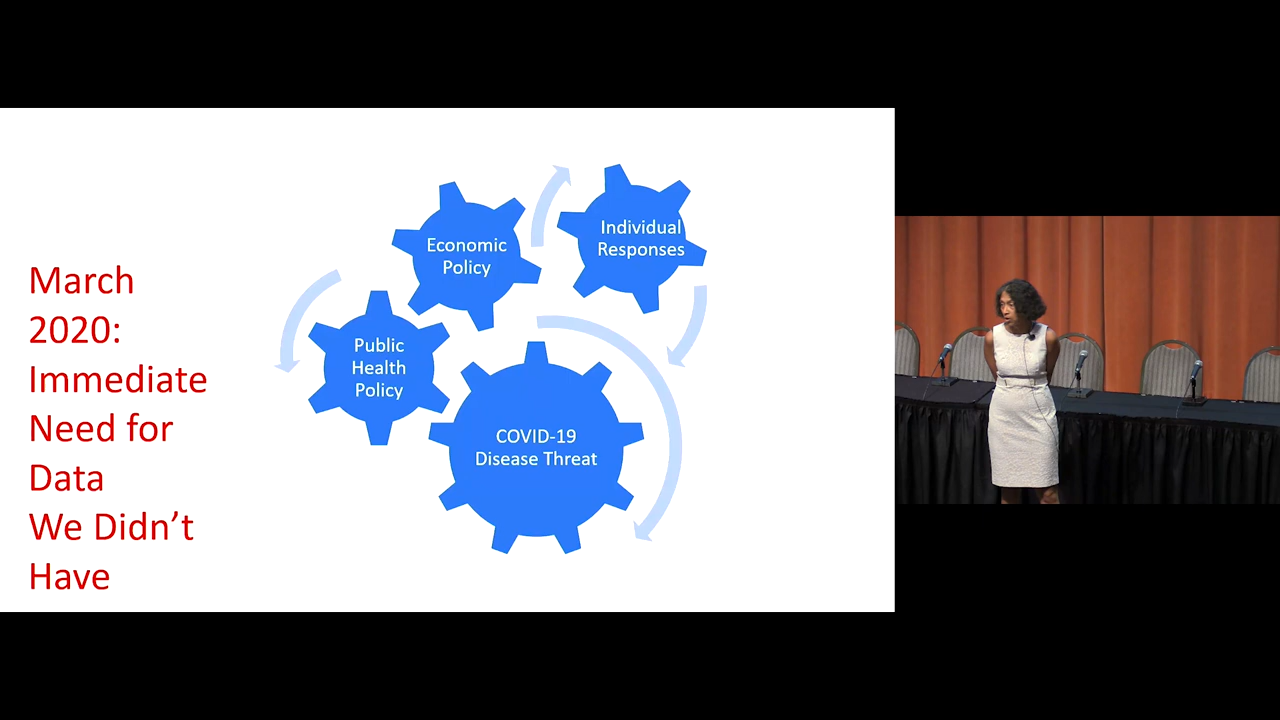 March
2020:
Immediate
Need for
Data
We Didn’t
Have
Economic
Policy
Individual
Responses
Public
Health
Policy
COVID-19
Disease Threat